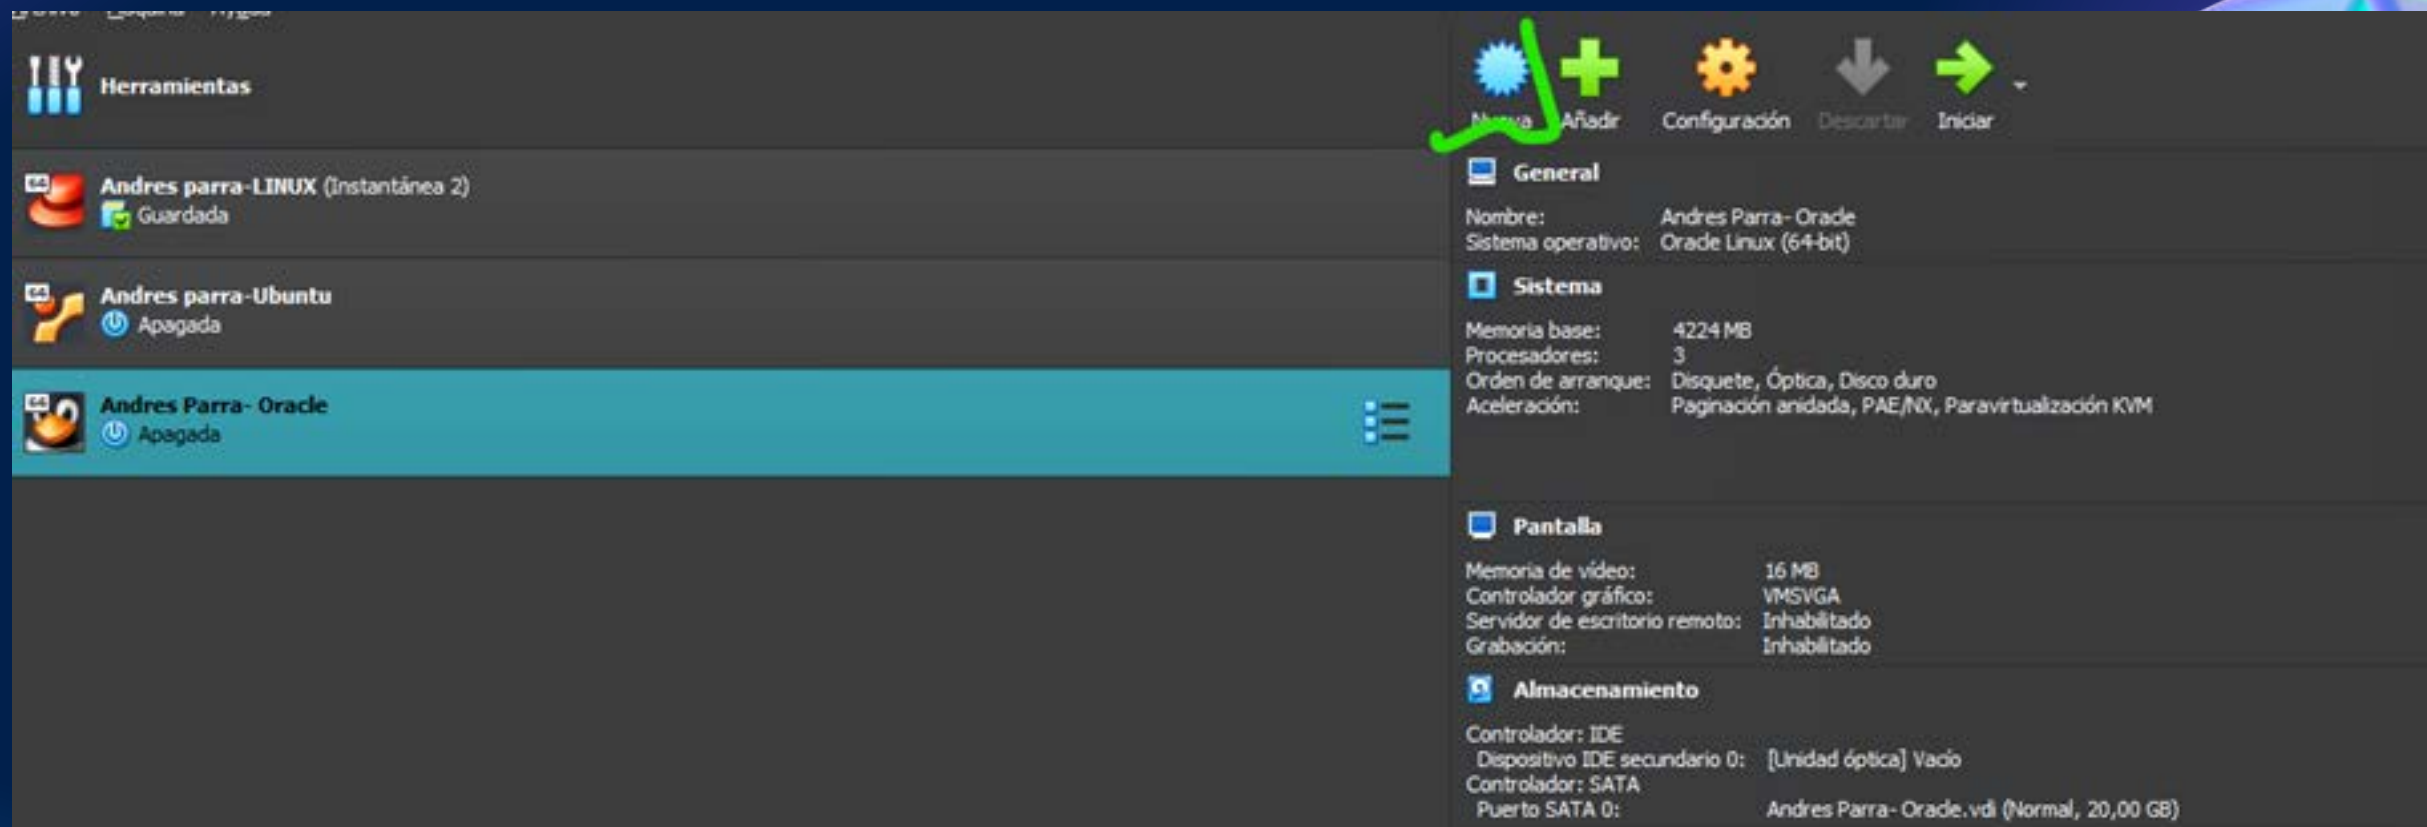 Herramientas
Andres parra-LINUX (Instantánea 2)
Guardada
Andres parra-Ubuntu
Apagada
Andres Parra- Oracle
Apagada
Añadir Configuración Descartar Iniciar
General
Nombre: Andres Parra- Oracle
Sistema operativo: Oracle Linux (64-bit)
Sistema
Memoria base: 4224 MB
Procesadores: 3
Orden de arranque: Disquete, Óptica, Disco duro
Aceleración: Paginación anidada, PAE/NX, Paravirtualización KVM
Pantalla
Memoria de vídeo: 16 MB
Controlador gráfico: VMSVGA
Servidor de escritorio remoto: Inhabilitado
Grabación: Inhabilitado
Almacenamiento
Controlador: IDE
Dispositivo IDE secundario 0: [Unidad óptica] Vacío
Controlador: SATA
Puerto SATA 0: Andres Parra- Oracle.vdi (Normal, 20,00 GB)